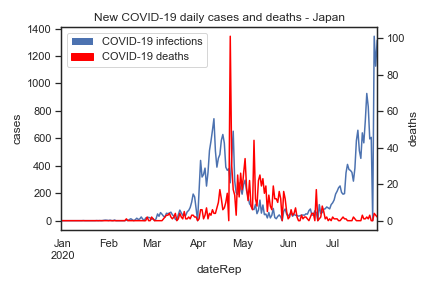 New COVID-19 daily cases and deaths - Japan
COVID-19 infections
COVID-19 deaths
1400
1200
1000
800
600
400
200
0
cases
100
80
60
40
20
0
deaths
Jan Feb Mar Apr May Jun Jul
2020
dateRep